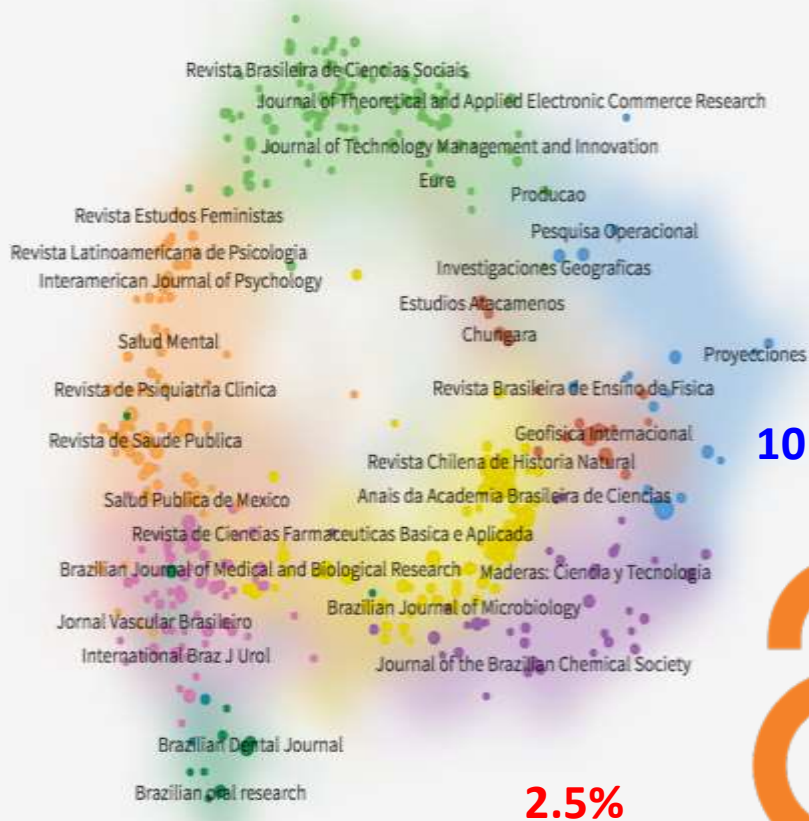 Revista Brasileira de Ciencias Sociais
Journal of Theoretical and Applied Electronic Commerce Research
Journal of Technology Management and Innovation
Eure
Producao
Revista Estudos Feministas
Pesquisa Operacional
Revista Latinoamericana de Psicologia
Investigaciones Geograficas
Interamerican Journal of Psychology
Estudios Atacamenos
Chungara
Salud Mental
Proyecciones
Revista de Psiquiatria Clinica
Revista Brasileira de Ensino de Fisica
Geofisica Internacional
Revista de Saude Publica
10
Revista Chilena de Historia Natural
Salud Publica de Mexico
Anais da Academia Brasileira de Ciencias
Revista de Ciencias Farmaceuticas Basica e Aplicada
Brazilian Journal of Medical and Biological Research
Maderas: Ciencia y Tecnologia
Brazilian Journal of Microbiology
Jornal Vascular Brasileiro
International Braz J Urol
Journal of the Brazilian Chemical Society
Brazilian Dental Journal
Brazilian oral research
2.5%